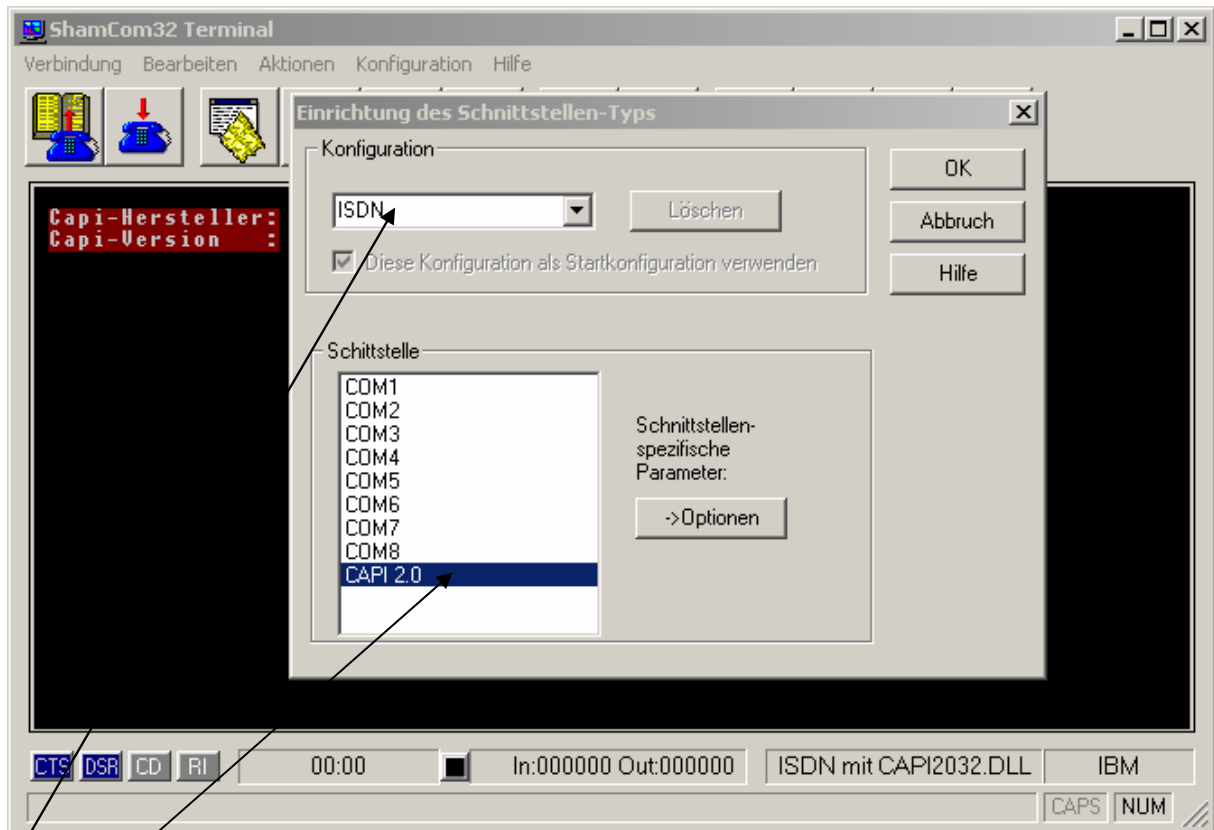 ShamCom32 Terminal
Verbindung Bearbeiten Aktionen Konfiguration Hilfe
Einrichtung des Schnittstellen-Typs
Konfiguration
ISDN
Löschen
Diese Konfiguration als Startkonfiguration verwenden
OK
Abbruch
Hilfe
Capi-Hersteller:
Capi-Version :
Schittstelle
COM1
COM2
COM3
COM4
COM5
COM6
COM7
COM8
CAPI 2.0
Schnittstellen-
spezifische
Parameter:
->Optionen
CTS DSR CD RI 00:00 In:000000 Out:000000 ISDN mit CAPI2032.DLL IBM
CAPS NUM